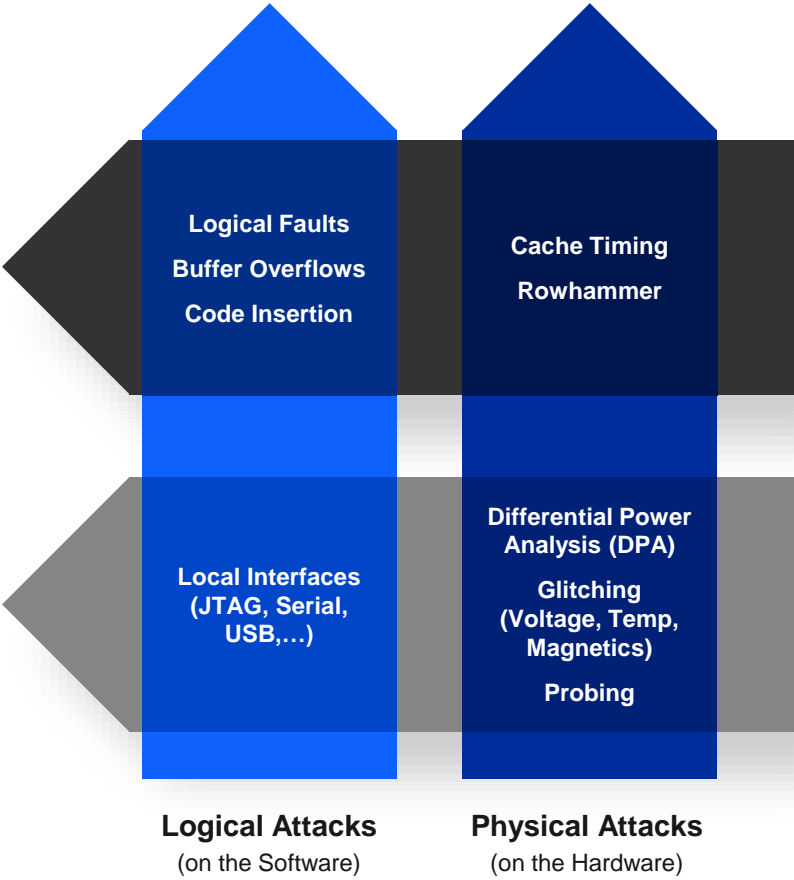 Logical Faults
Buffer Overflows
Code Insertion
Cache Timing
Rowhammer
Local Interfaces
(JTAG, Serial,
USB,…)
Differential Power
Analysis (DPA)
Glitching
(Voltage, Temp,
Magnetics)
Probing
Logical Attacks
(on the Software)
Physical Attacks
(on the Hardware)